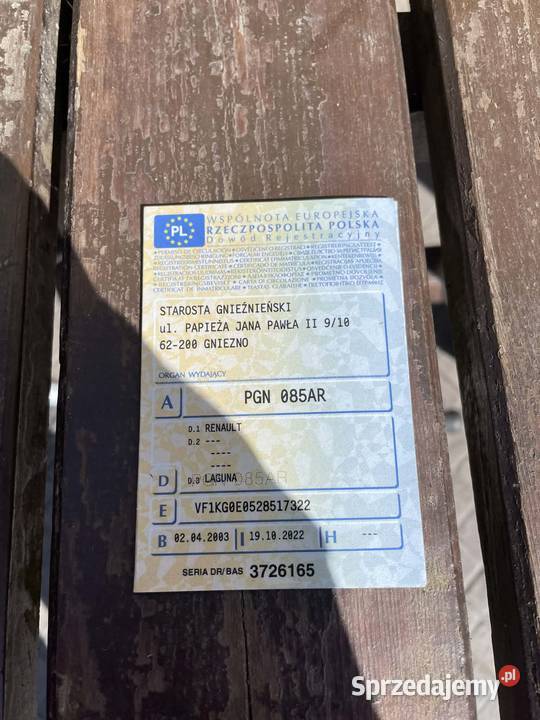 PL
WSPÓLNOTA EUROPEJSKA
RZECZPOSPOLITA POLSKA
Dowód Rejestracyjny
STAROSTA GNIEŹNIEŃSKI
ul. PAPIEŻA JANA PAWŁA II 9/10
62-200 GNIEZNO
ORGAN WYDAJĄCY
A PGN 085AR
D.1 RENAULT
D.2 ---
----
----
D D.3 LAGUNA
PGN 085AR
E VF1KG0E0528517322
B 02.04.2003 I 19.10.2022 H ---
SERIA DR/BAS 3726165
Sprzedajemy.pl